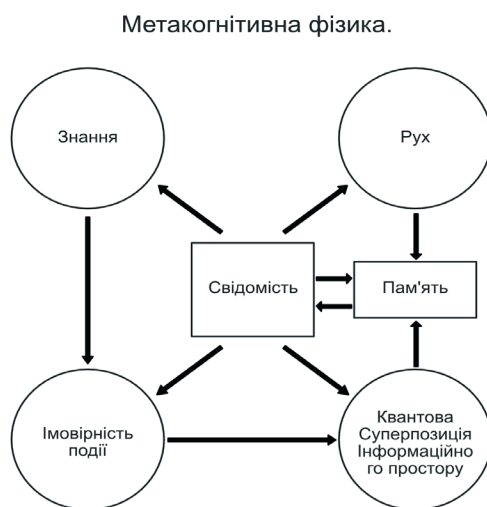 Метакогнітивна фізика.
Знання
Рух
Свідомість
Пам'ять
Імовірність
події
Квантова
Суперпозиція
Інформаційно
го простору